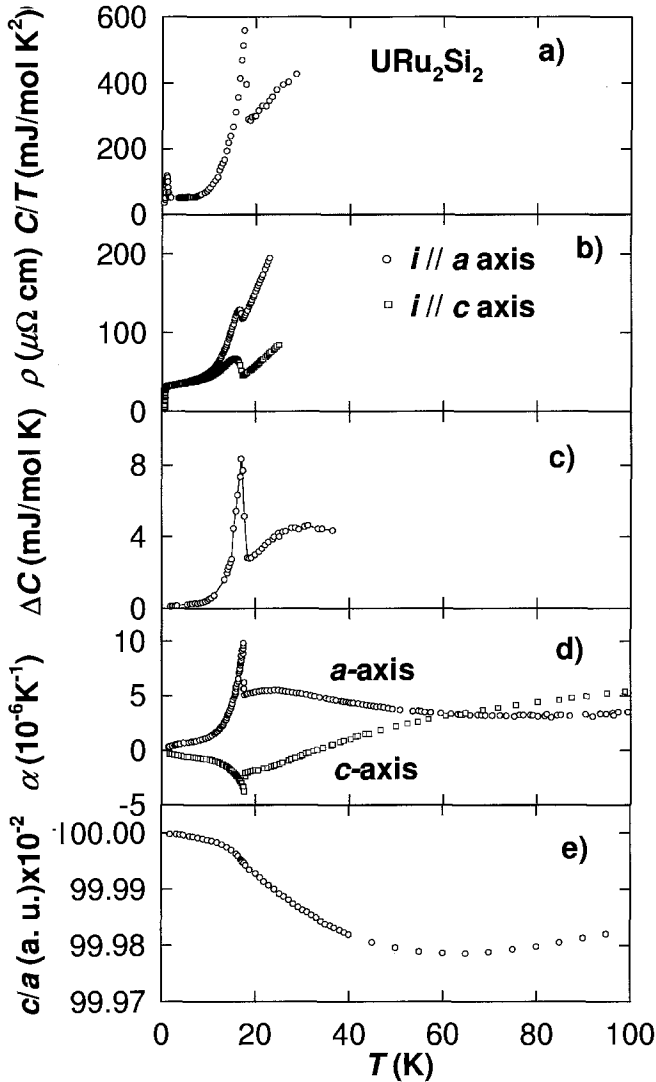 C/T (mJ/mol K²)
600
400
200
0
URu₂Si₂
a)
ρ (μΩ cm)
200
100
0
b)
i // a axis
i // c axis
ΔC (mJ/mol K)
8
4
0
c)
α (10⁻⁶K⁻¹)
10
5
0
-5
d)
a-axis
c-axis
c/a (a. u.)x10⁻²
100.00
99.99
99.98
99.97
e)
0 20 40 60 80 100
T (K)